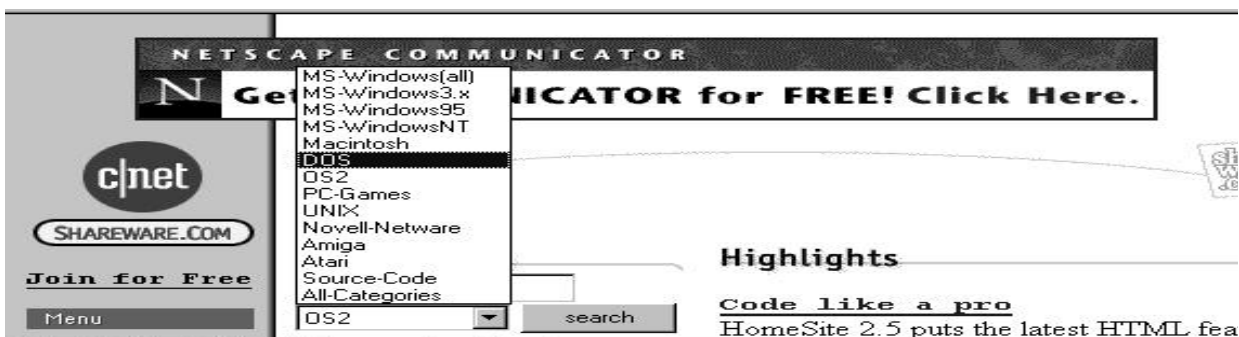 NETSCAPE COMMUNICATOR
N Get ICATOR for FREE! Click Here.
MS-Windows(all)
MS-Windows3.x
MS-Windows95
MS-WindowsNT
Macintosh
DOS
OS2
PC-Games
UNIX
Novell-Netware
Amiga
Atari
Source-Code
All-Categories
OS2
search
c|net
SHAREWARE.COM
Join for Free
Menu
Highlights
Code like a pro
HomeSite 2.5 puts the latest HTML fea